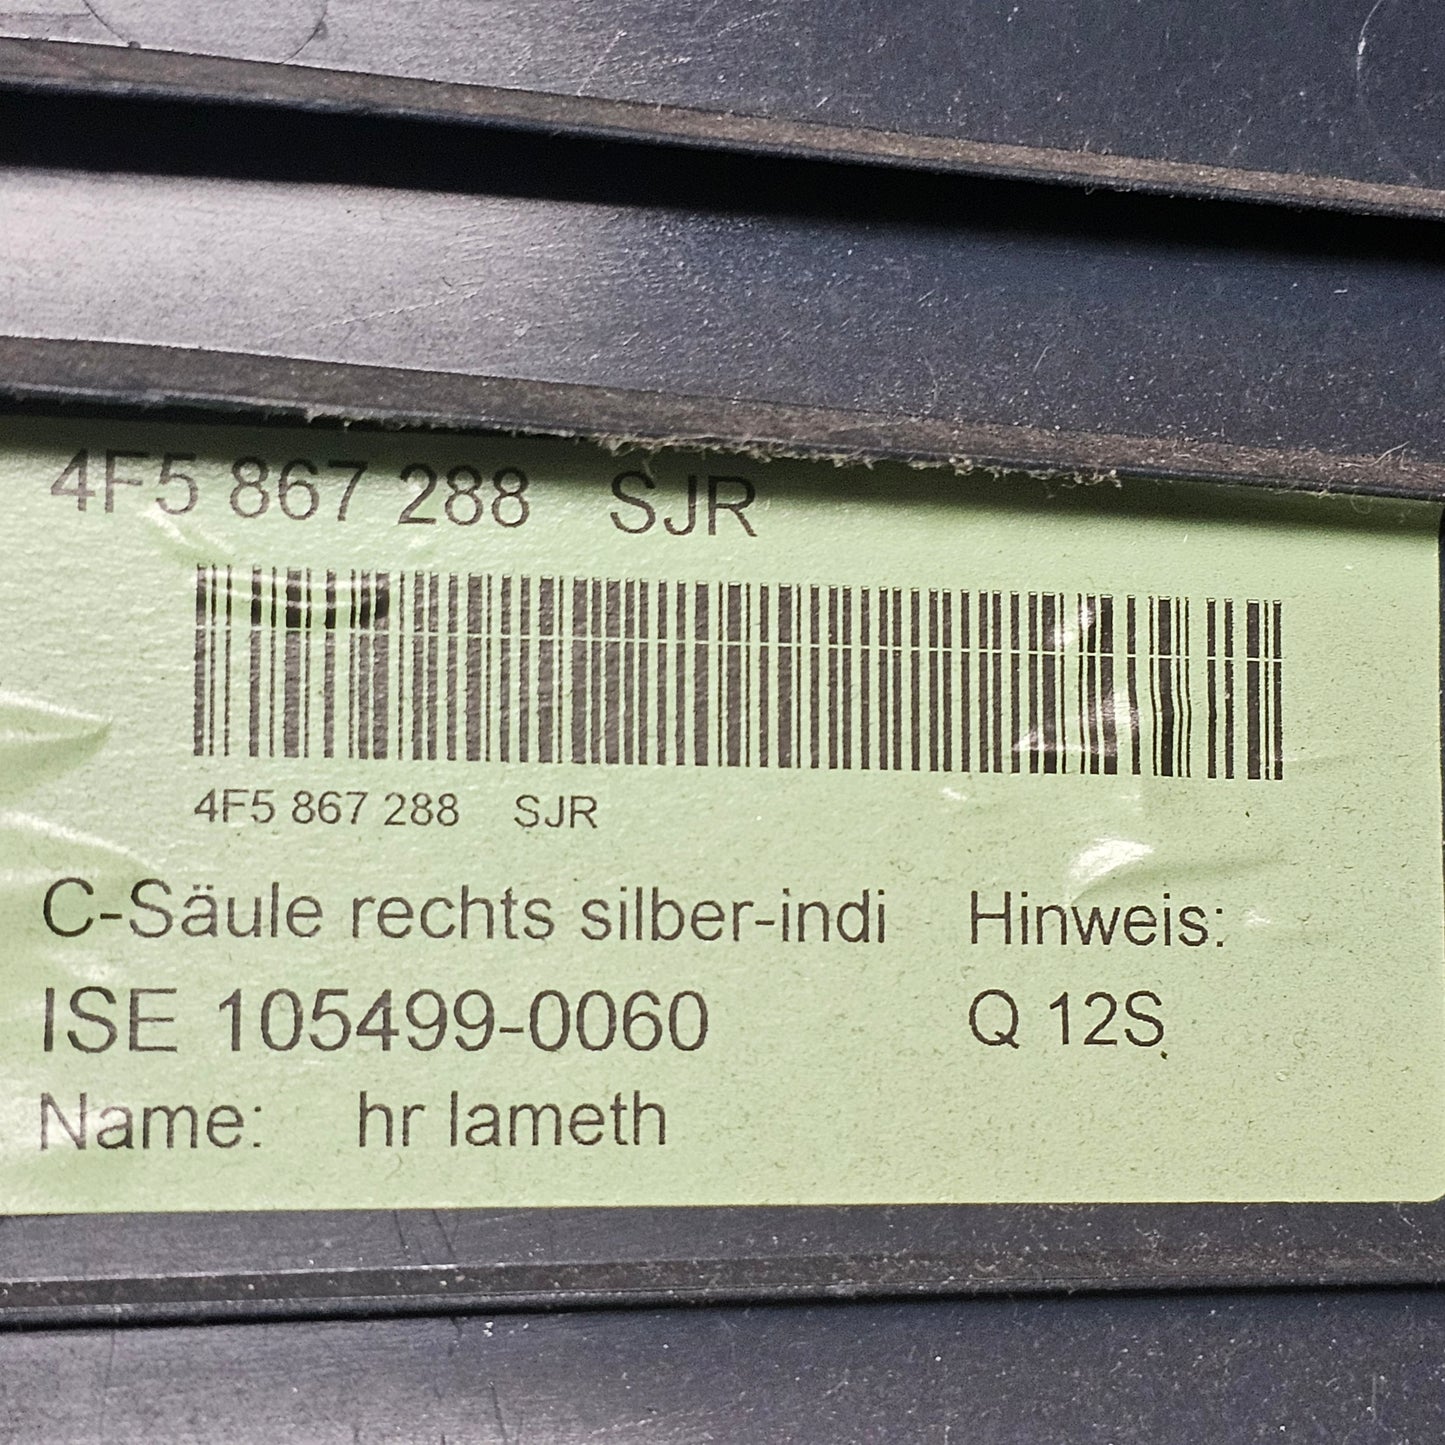 4F5 867 288 SJR
4F5 867 288 SJR
C-Säule rechts silber-indi Hinweis:
ISE 105499-0060 Q 12S
Name: hr lameth